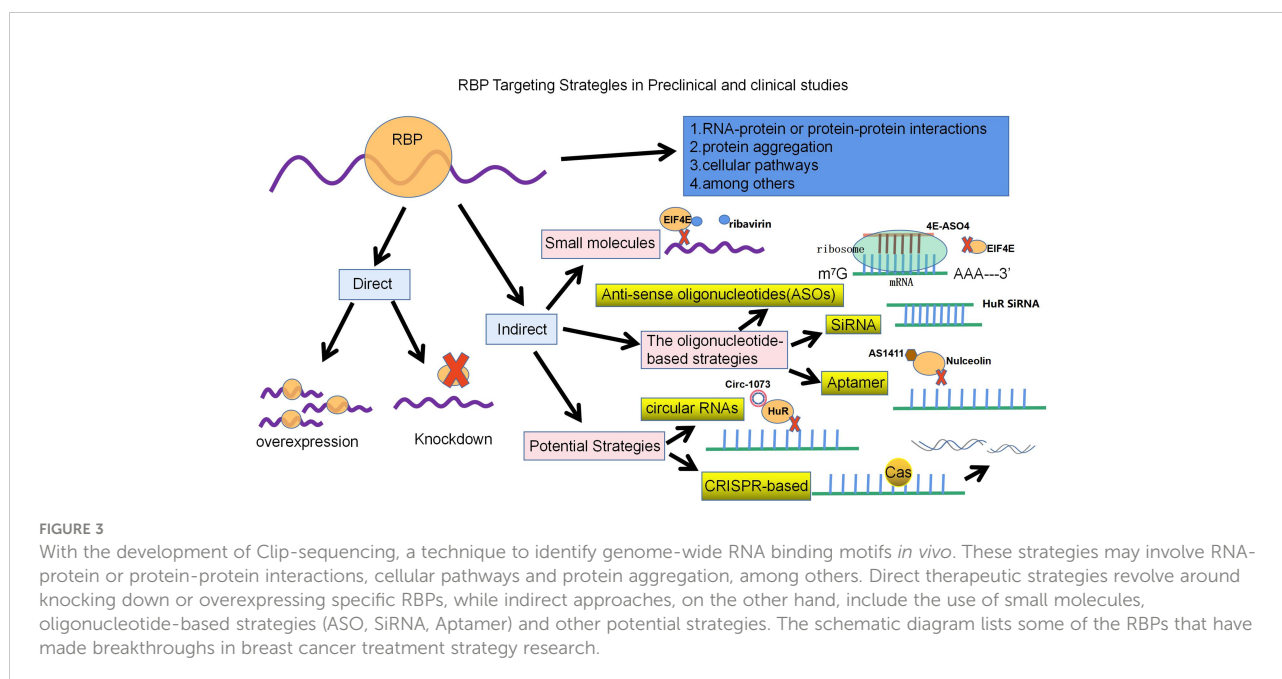 RBP Targeting Strategles in Preclinical and clinical studies
RBP
1.RNA-protein or protein-protein interactions
2.protein aggregation
3.cellular pathways
4.among others
EIF4E
ribavirin
Small molecules
4E-ASO4
ribosome
EIF4E
m⁷G
mRNA
AAA---3'
Direct
Anti-sense oligonucleotides(ASOs)
HuR SiRNA
Indirect
The oligonucleotide-
based strategies
SiRNA
AS1411
Nulceolin
Aptamer
Circ-1073
circular RNAs
HuR
overexpression
Knockdown
Potential Strategies
CRISPR-based
Cas
FIGURE 3
With the development of Clip-sequencing, a technique to identify genome-wide RNA binding motifs in vivo. These strategies may involve RNA-
protein or protein-protein interactions, cellular pathways and protein aggregation, among others. Direct therapeutic strategies revolve around
knocking down or overexpressing specific RBPs, while indirect approaches, on the other hand, include the use of small molecules,
oligonucleotide-based strategies (ASO, SiRNA, Aptamer) and other potential strategies. The schematic diagram lists some of the RBPs that have
made breakthroughs in breast cancer treatment strategy research.